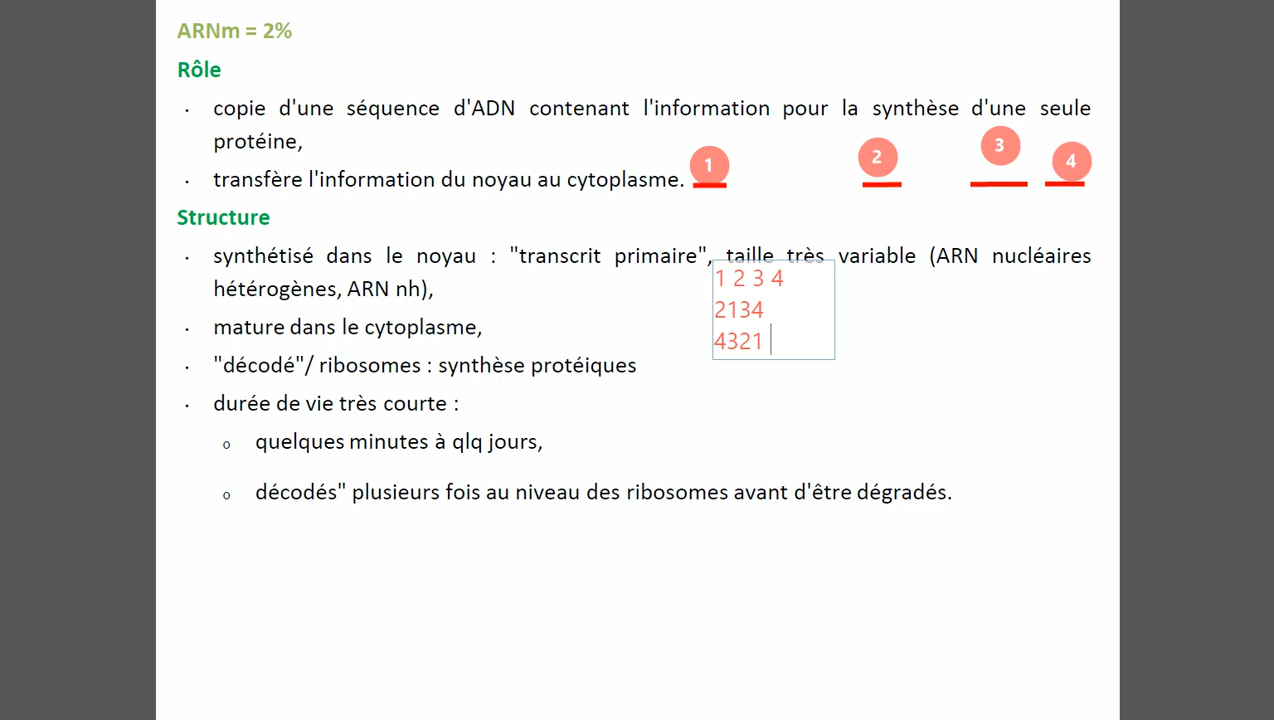 ARNm = 2%
Rôle
· copie d'une séquence d'ADN contenant l'information pour la synthèse d'une seule
protéine,
1 2 3 4
· transfère l'information du noyau au cytoplasme.
Structure
· synthétisé dans le noyau : "transcrit primaire", taille très variable (ARN nucléaires
hétérogènes, ARN nh),
1 2 3 4
2134
4321
· mature dans le cytoplasme,
· "décodé"/ ribosomes : synthèse protéiques
· durée de vie très courte :
o quelques minutes à qlq jours,
o décodés" plusieurs fois au niveau des ribosomes avant d'être dégradés.